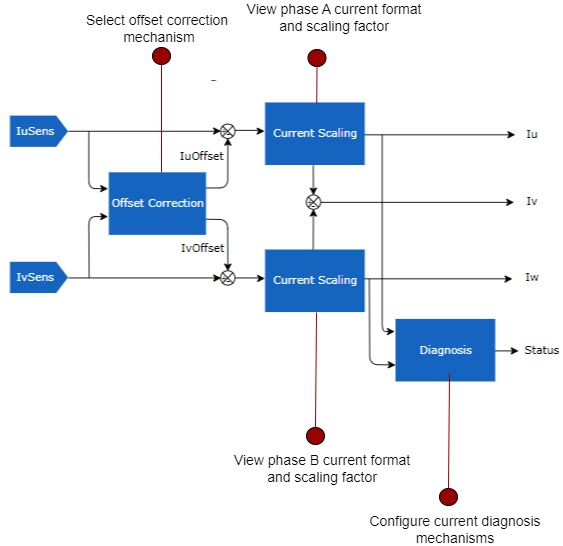 Select offset correction
mechanism
View phase A current format
and scaling factor
IuSens
Current Scaling
Iu
IuOffset
Offset Correction
Iv
IvOffset
IvSens
Current Scaling
Iw
Diagnosis
Status
View phase B current format
and scaling factor
Configure current diagnosis
mechanisms